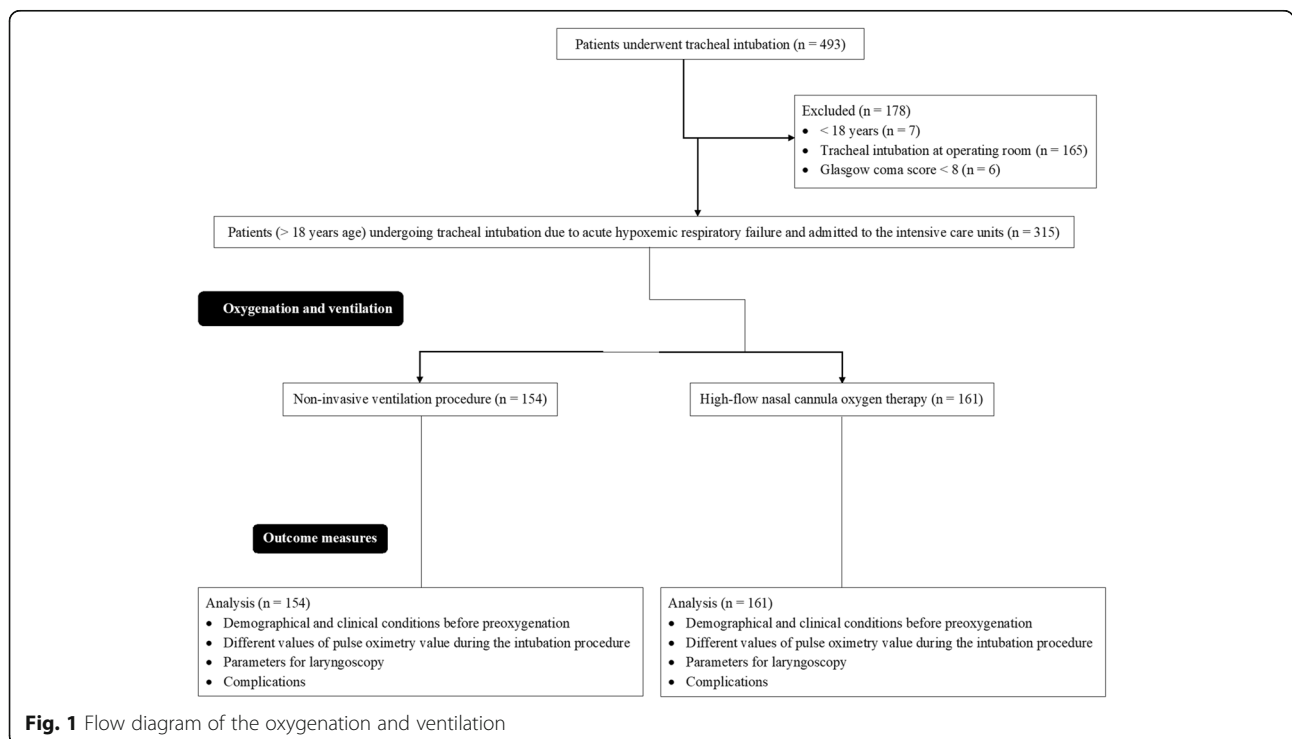 Patients underwent tracheal intubation (n = 493)
Excluded (n = 178)
• < 18 years (n = 7)
• Tracheal intubation at operating room (n = 165)
• Glasgow coma score < 8 (n = 6)
Patients (> 18 years age) undergoing tracheal intubation due to acute hypoxemic respiratory failure and admitted to the intensive care units (n = 315)
Oxygenation and ventilation
Non-invasive ventilation procedure (n = 154)
High-flow nasal cannula oxygen therapy (n = 161)
Outcome measures
Analysis (n = 154)
• Demographical and clinical conditions before preoxygenation
• Different values of pulse oximetry value during the intubation procedure
• Parameters for laryngoscopy
• Complications
Analysis (n = 161)
• Demographical and clinical conditions before preoxygenation
• Different values of pulse oximetry value during the intubation procedure
• Parameters for laryngoscopy
• Complications
Fig. 1 Flow diagram of the oxygenation and ventilation